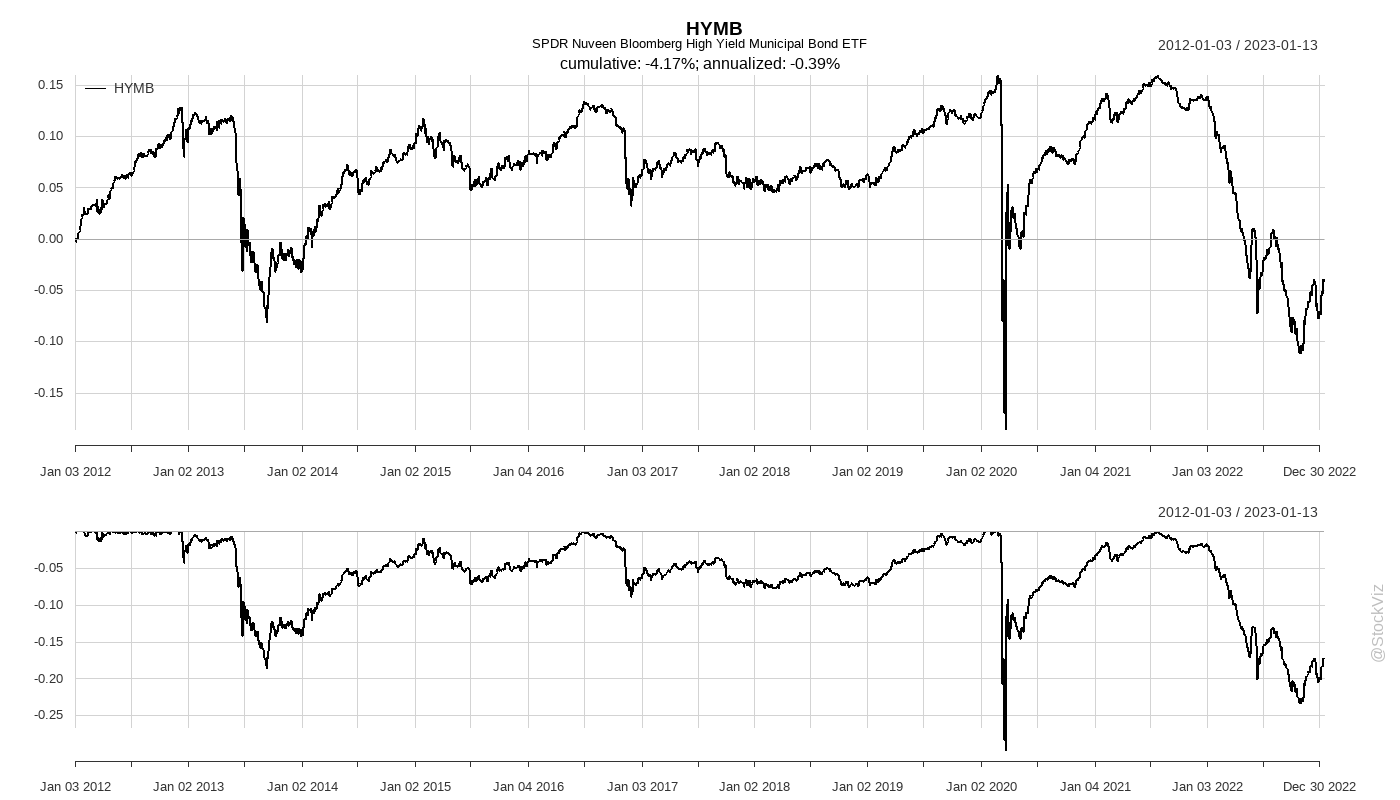 HYMB
SPDR Nuveen Bloomberg High Yield Municipal Bond ETF
2012-01-03 / 2023-01-13
cumulative: -4.17%; annualized: -0.39%
HYMB
0.15
0.10
0.05
0.00
-0.05
-0.10
-0.15
Jan 03 2012 Jan 02 2013 Jan 02 2014 Jan 02 2015 Jan 04 2016 Jan 03 2017 Jan 02 2018 Jan 02 2019 Jan 02 2020 Jan 04 2021 Jan 03 2022 Dec 30 2022
2012-01-03 / 2023-01-13
-0.05
-0.10
-0.15
-0.20
-0.25
Jan 03 2012 Jan 02 2013 Jan 02 2014 Jan 02 2015 Jan 04 2016 Jan 03 2017 Jan 02 2018 Jan 02 2019 Jan 02 2020 Jan 04 2021 Jan 03 2022 Dec 30 2022
@StockViz